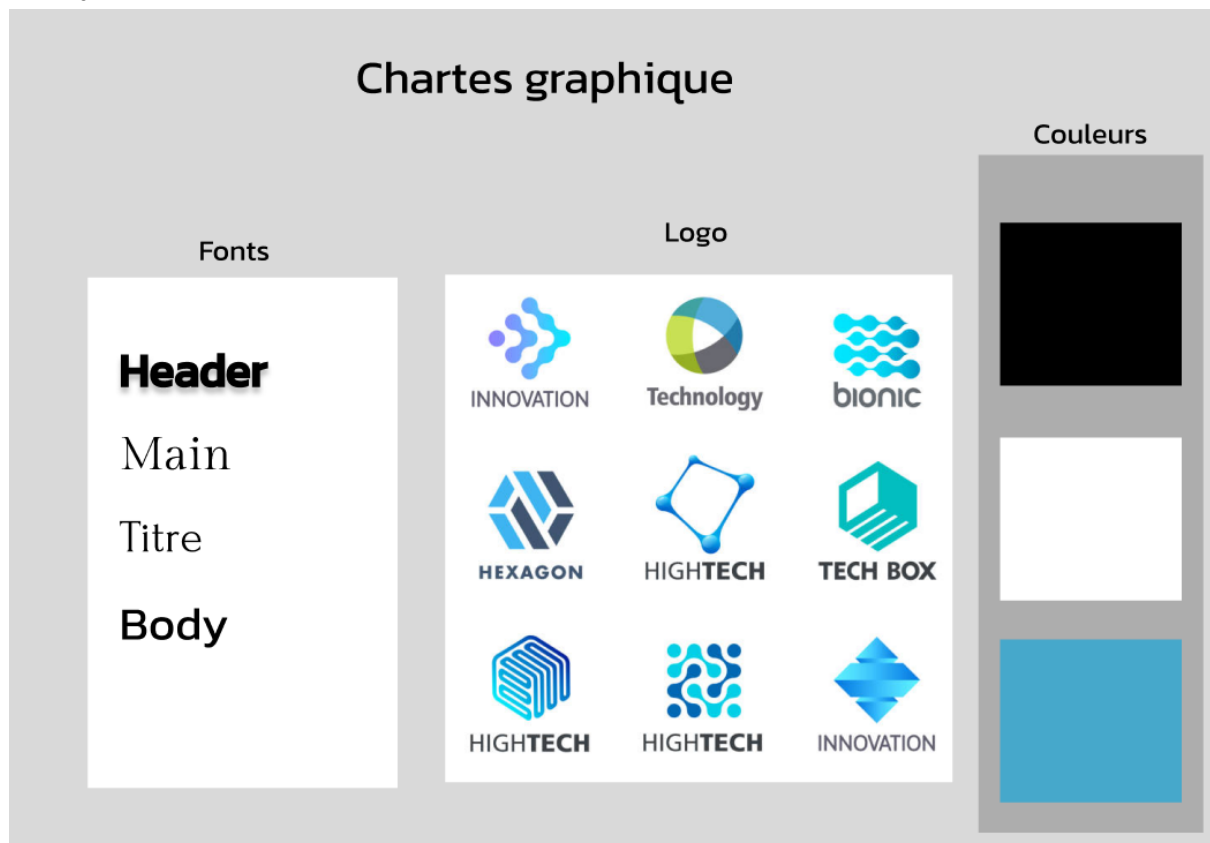 Chartes graphique
Couleurs
Fonts
Logo
Header
Main
Titre
Body
INNOVATION
Technology
bionic
HEXAGON
HIGHTECH
TECH BOX
HIGHTECH
HIGHTECH
INNOVATION